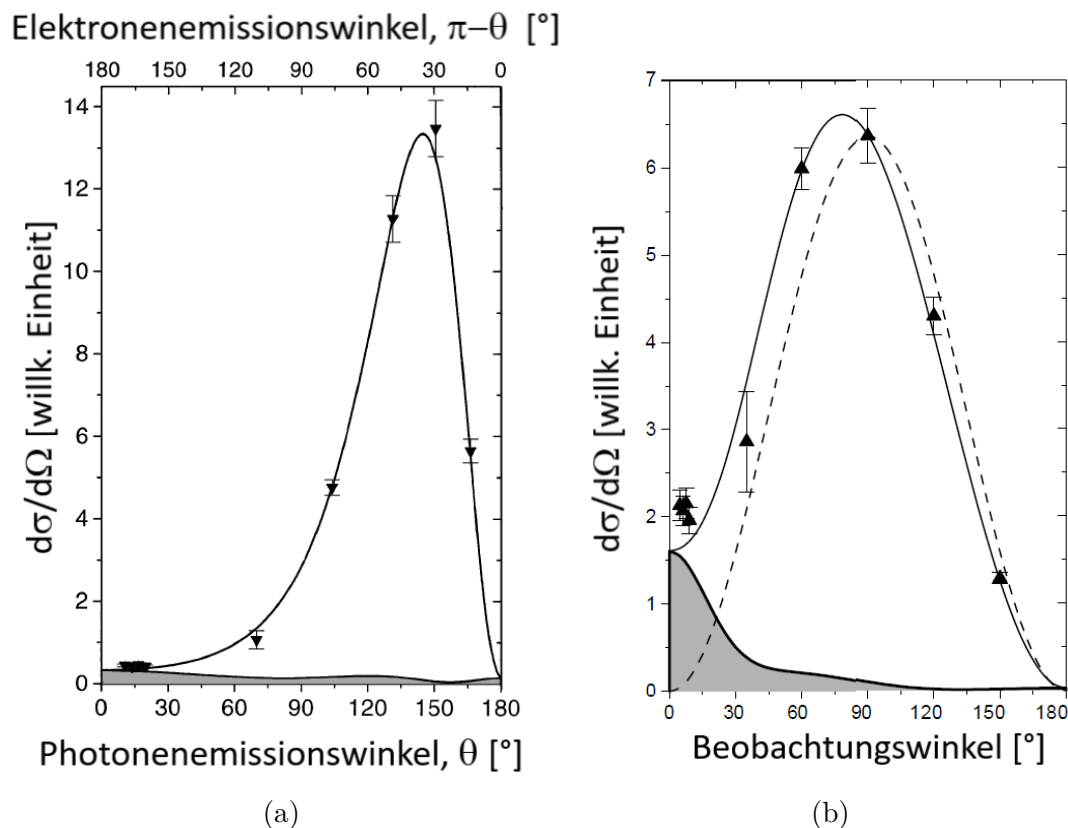 Elektronenemissionswinkel, π−θ [°]
180 150 120 90 60 30 0
14
12
10
8
6
4
2
0
dσ/dΩ [willk. Einheit]
0 30 60 90 120 150 180
Photonenemissionswinkel, θ [°]
(a)
7
6
5
4
3
2
1
0
dσ/dΩ [willk. Einheit]
0 30 60 90 120 150 180
Beobachtungswinkel [°]
(b)